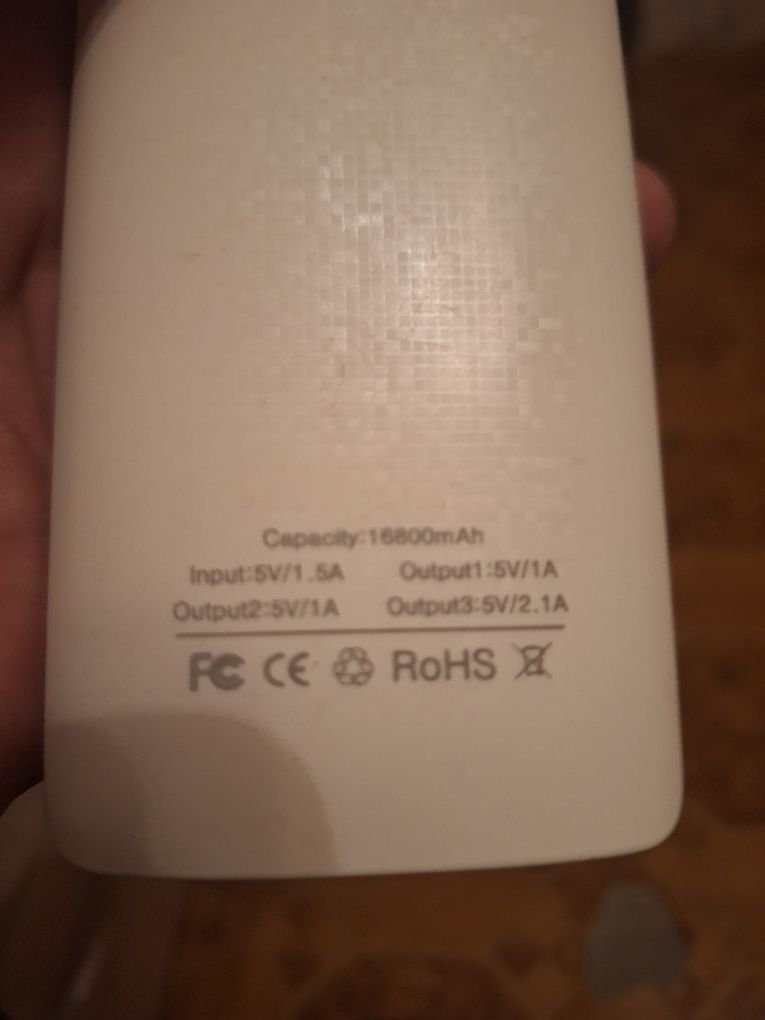 Capacity:16800mAh
Input:5V/1.5A Output1:5V/1A
Output2:5V/1A Output3:5V/2.1A
FC CE RoHS